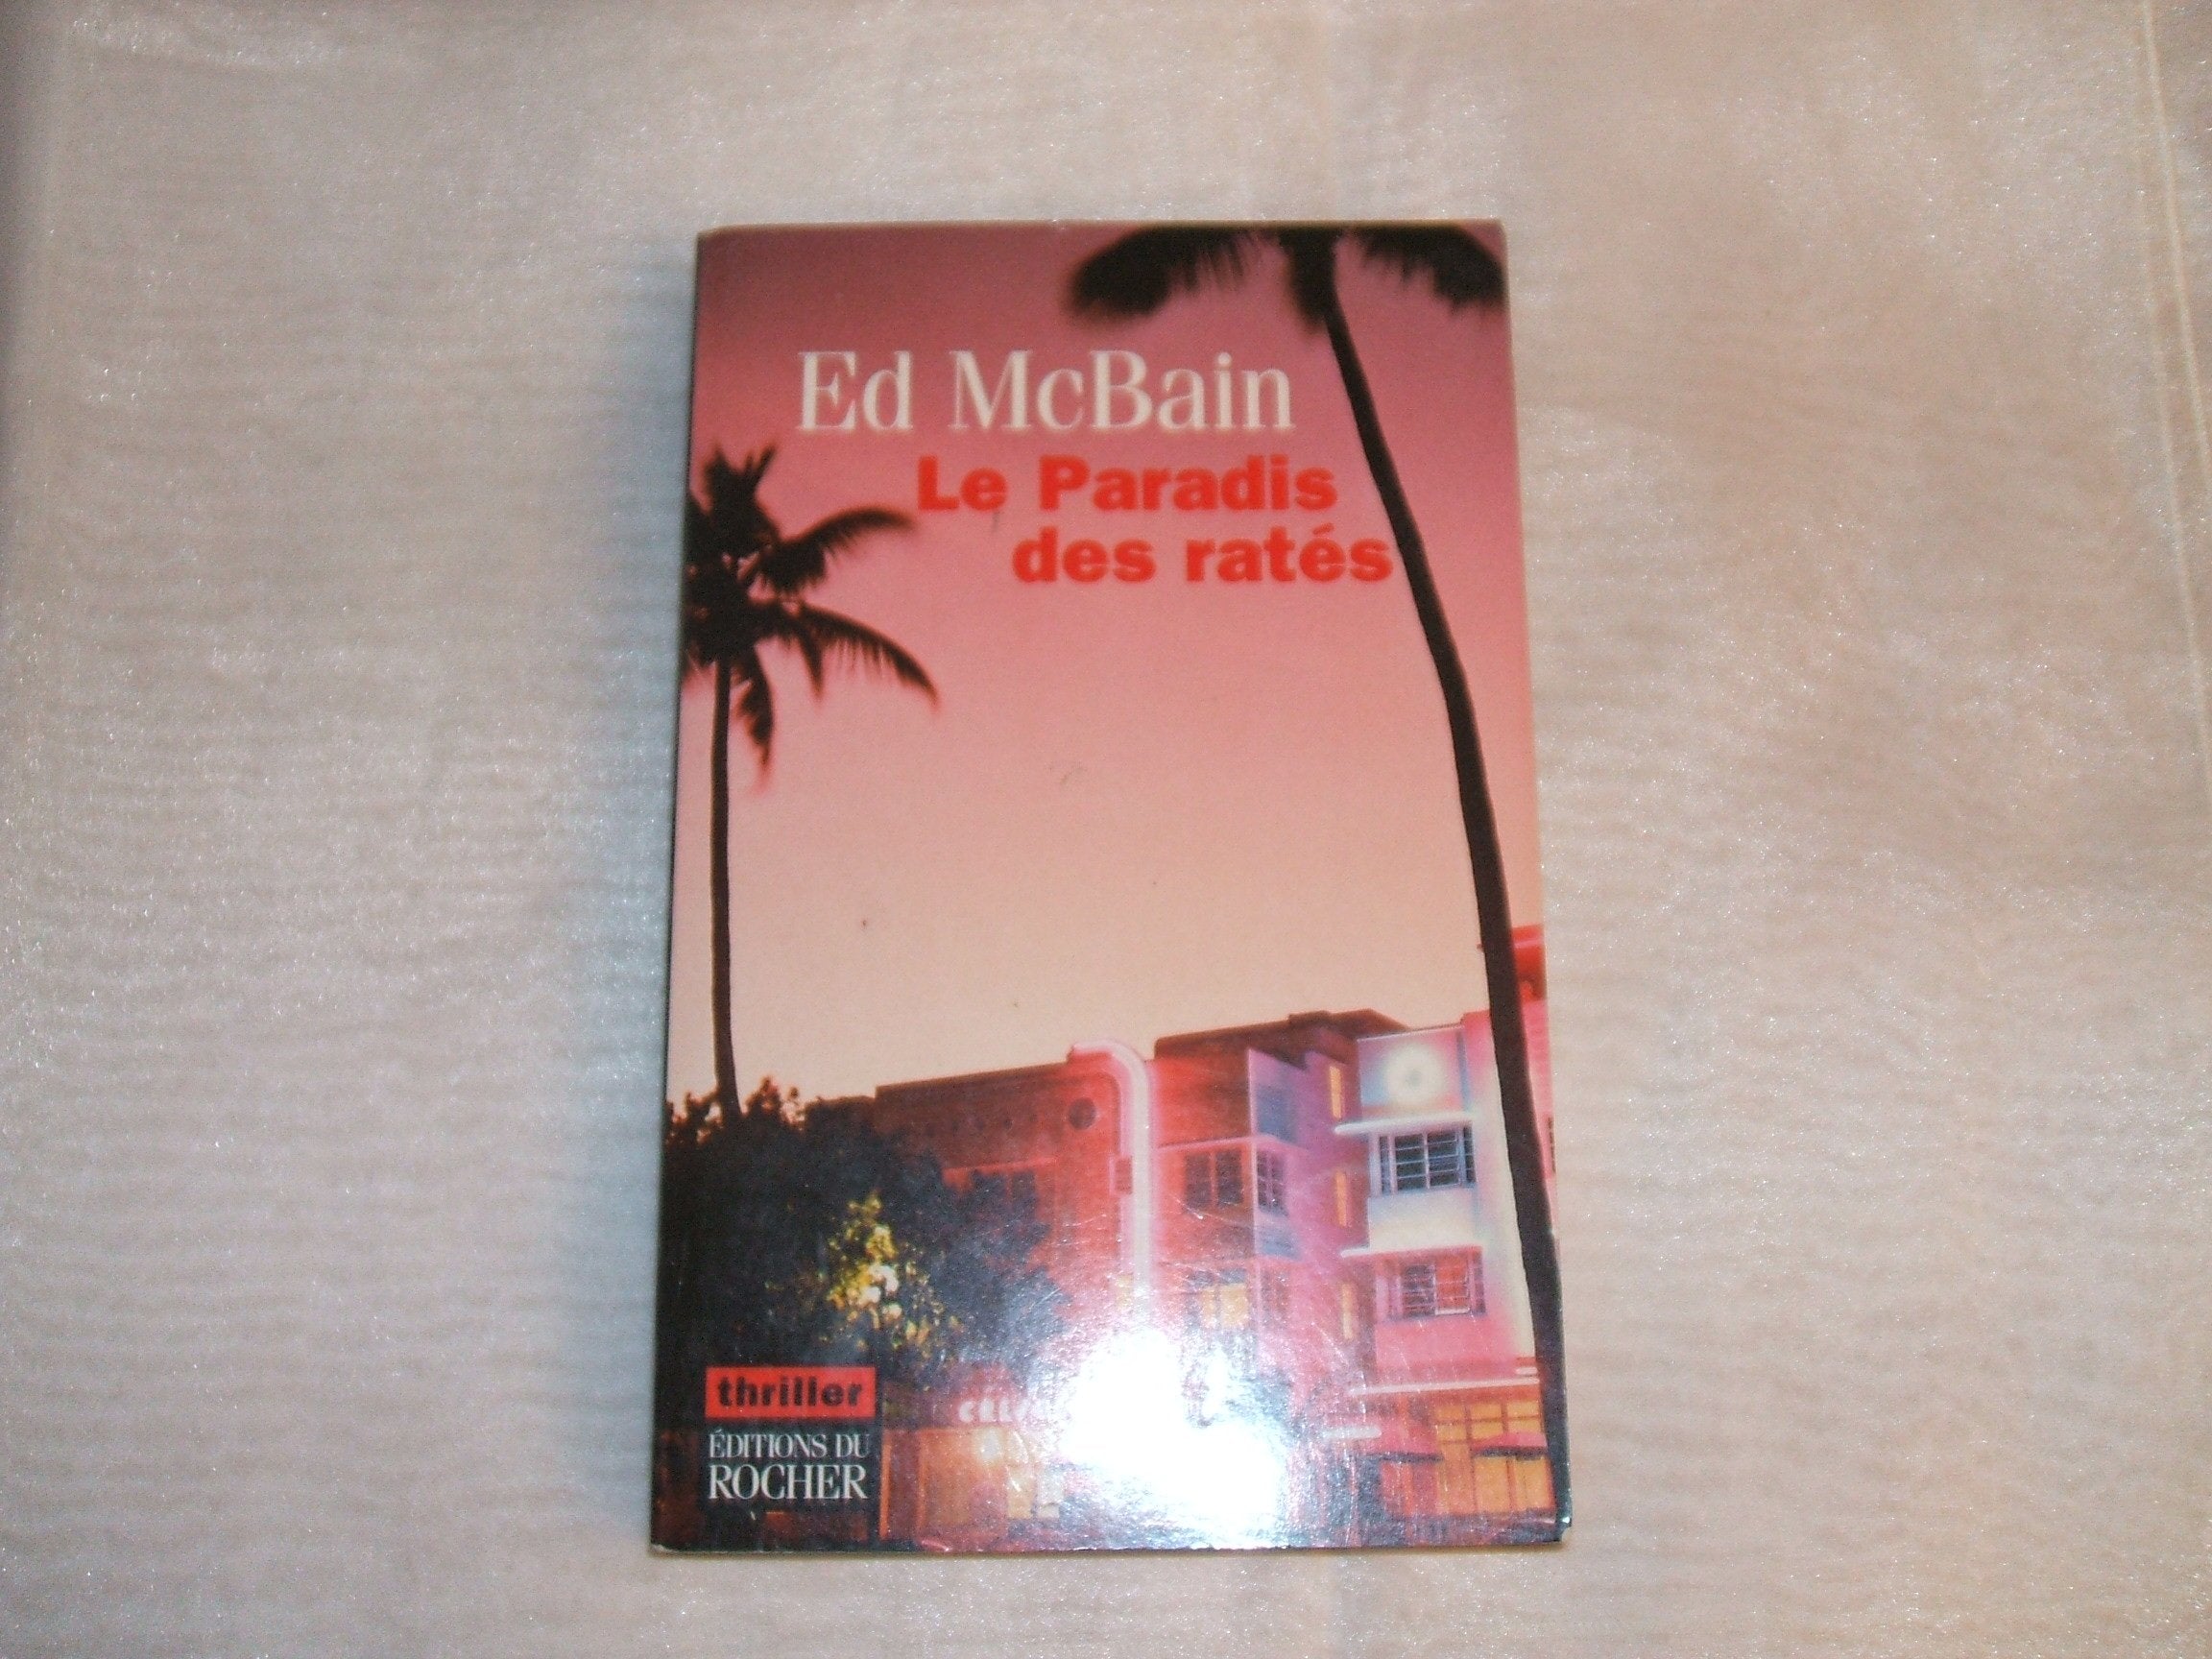 Ed McBain
Le Paradis
des ratés
thriller
ÉDITIONS DU
ROCHER